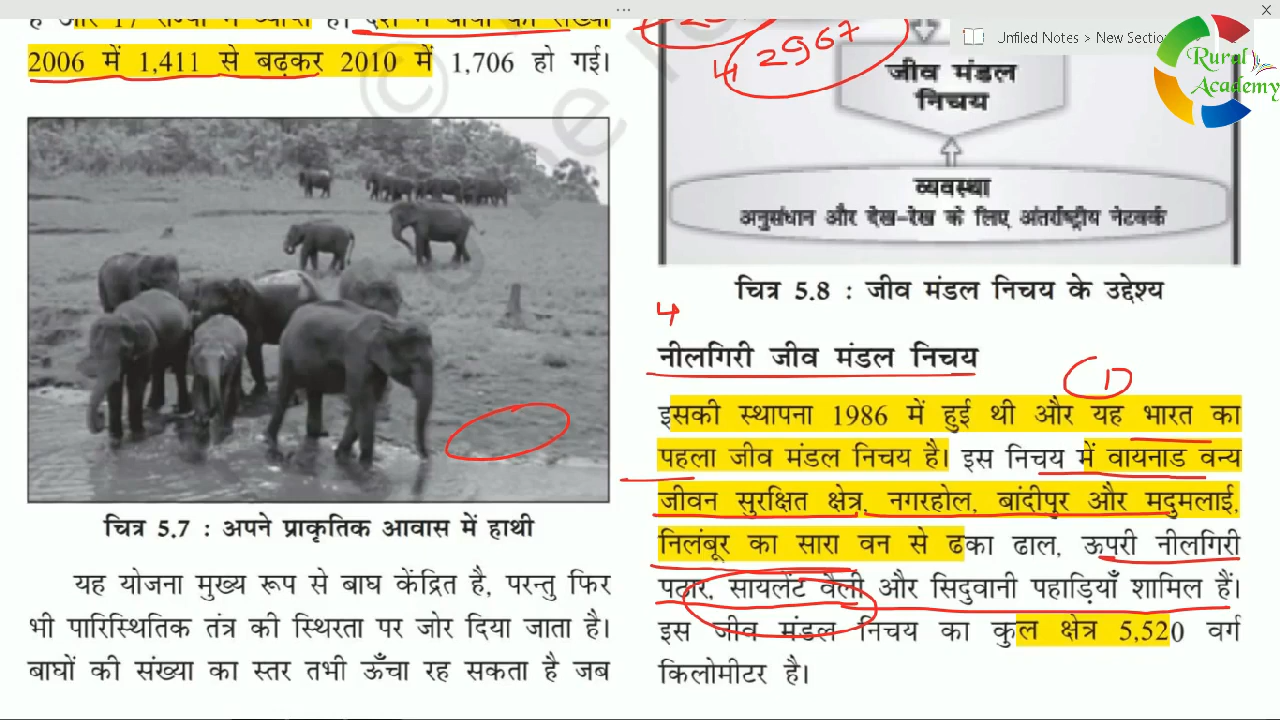 है और 17 राज्यों में व्याप्त है। देश में बाघों की संख्या
2006 में 1,411 से बढ़कर 2010 में 1,706 हो गई।
चित्र 5.7 : अपने प्राकृतिक आवास में हाथी
यह योजना मुख्य रूप से बाघ केंद्रित है, परन्तु फिर
भी पारिस्थितिक तंत्र की स्थिरता पर जोर दिया जाता है।
बाघों की संख्या का स्तर तभी ऊँचा रह सकता है जब
2967
4
जीव मंडल
निचय
व्यवस्था
अनुसंधान और देख-रेख के लिए अंतर्राष्ट्रीय नेटवर्क
चित्र 5.8 : जीव मंडल निचय के उद्देश्य
4
नीलगिरी जीव मंडल निचय
1
इसकी स्थापना 1986 में हुई थी और यह भारत का
पहला जीव मंडल निचय है। इस निचय में वायनाड वन्य
जीवन सुरक्षित क्षेत्र, नगरहोल, बांदीपुर और मदुमलाई,
निलंबूर का सारा वन से ढका ढाल, ऊपरी नीलगिरी
पठार, सायलेंट वैली और सिदुवानी पहाड़ियाँ शामिल हैं।
इस जीव मंडल निचय का कुल क्षेत्र 5,520 वर्ग
किलोमीटर है।
Unfiled Notes > New Section
Rural
Academy